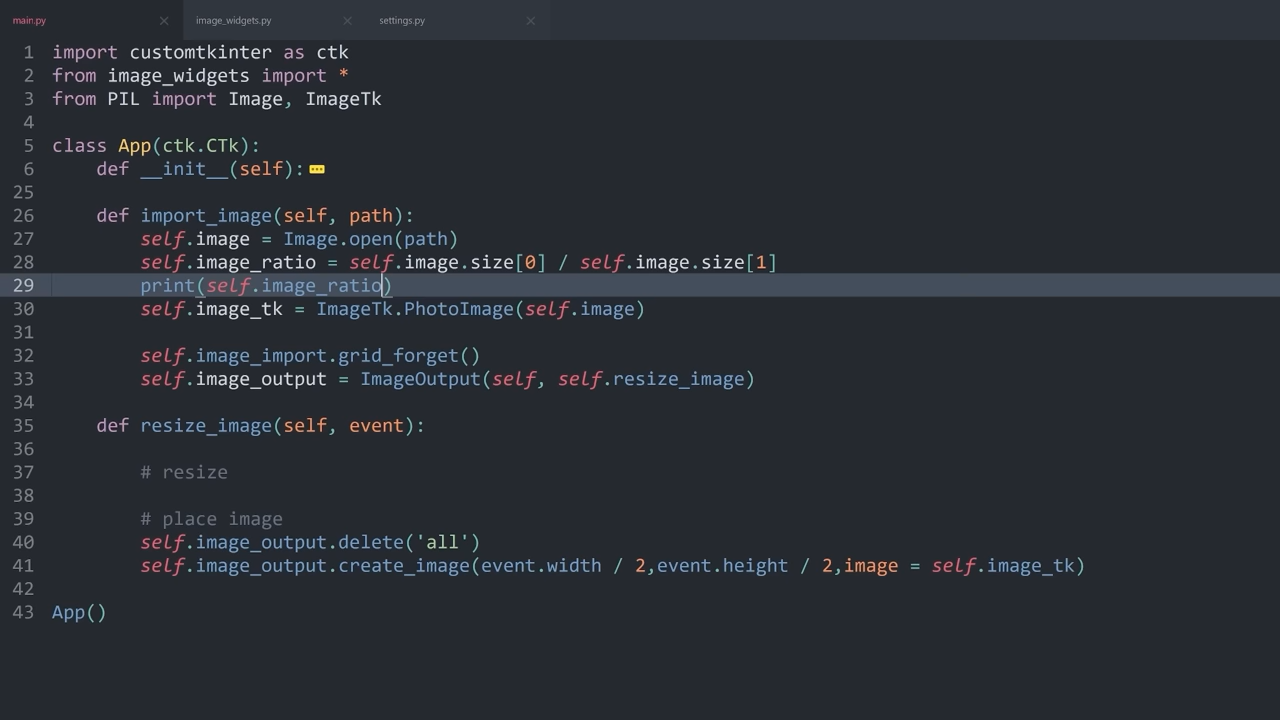 main.py image_widgets.py settings.py
1 import customtkinter as ctk
2 from image_widgets import *
3 from PIL import Image, ImageTk
4
5 class App(ctk.CTk):
6     def __init__(self):
25
26     def import_image(self, path):
27         self.image = Image.open(path)
28         self.image_ratio = self.image.size[0] / self.image.size[1]
29         print(self.image_ratio)
30         self.image_tk = ImageTk.PhotoImage(self.image)
31
32         self.image_import.grid_forget()
33         self.image_output = ImageOutput(self, self.resize_image)
34
35     def resize_image(self, event):
36
37         # resize
38
39         # place image
40         self.image_output.delete('all')
41         self.image_output.create_image(event.width / 2,event.height / 2,image = self.image_tk)
42
43 App()